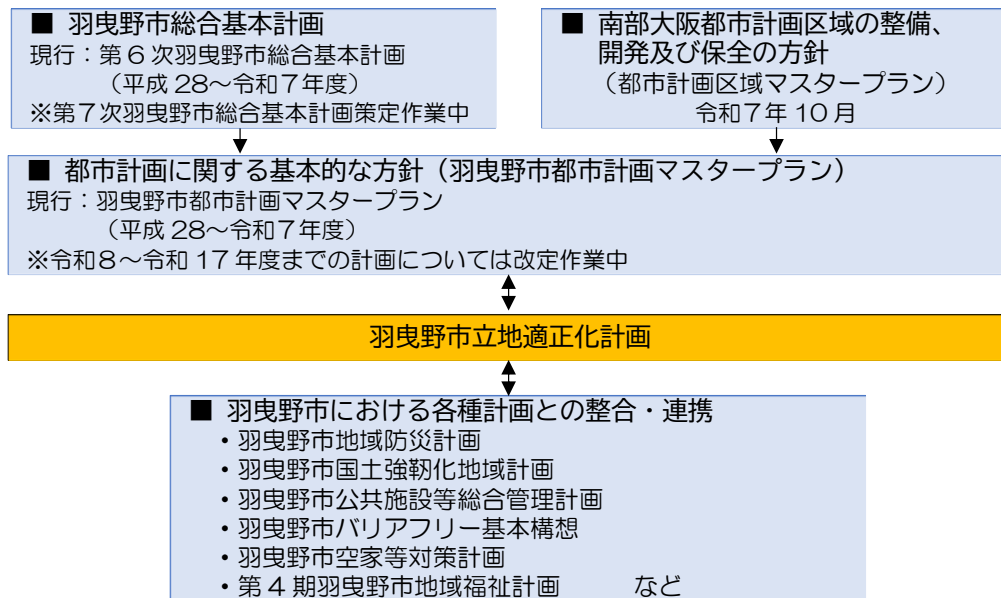 ■ 羽曳野市総合基本計画
現行:第6次羽曳野市総合基本計画
(平成28~令和7年度)
※第7次羽曳野市総合基本計画策定作業中
■ 南部大阪都市計画区域の整備、
開発及び保全の方針
(都市計画区域マスタープラン)
令和7年10月
■ 都市計画に関する基本的な方針(羽曳野市都市計画マスタープラン)
現行:羽曳野市都市計画マスタープラン
(平成28~令和7年度)
※令和8~令和17年度までの計画については改定作業中
羽曳野市立地適正化計画
■ 羽曳野市における各種計画との整合・連携
・羽曳野市地域防災計画
・羽曳野市国土強靭化地域計画
・羽曳野市公共施設等総合管理計画
・羽曳野市バリアフリー基本構想
・羽曳野市空家等対策計画
・第4期羽曳野市地域福祉計画 など